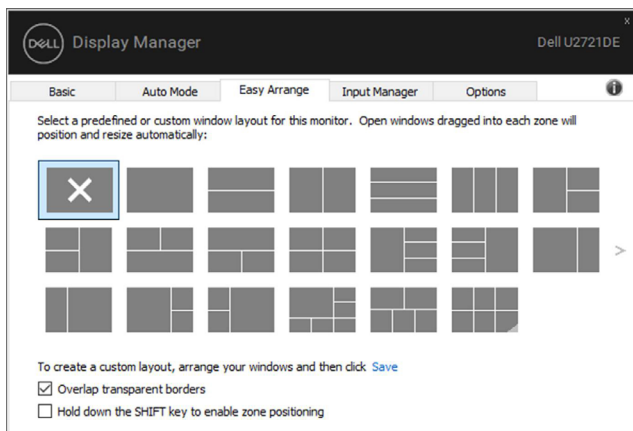 x
DELL Display Manager Dell U2721DE
Basic Auto Mode Easy Arrange Input Manager Options
Select a predefined or custom window layout for this monitor. Open windows dragged into each zone will
position and resize automatically:
To create a custom layout, arrange your windows and then click Save
Overlap transparent borders
Hold down the SHIFT key to enable zone positioning